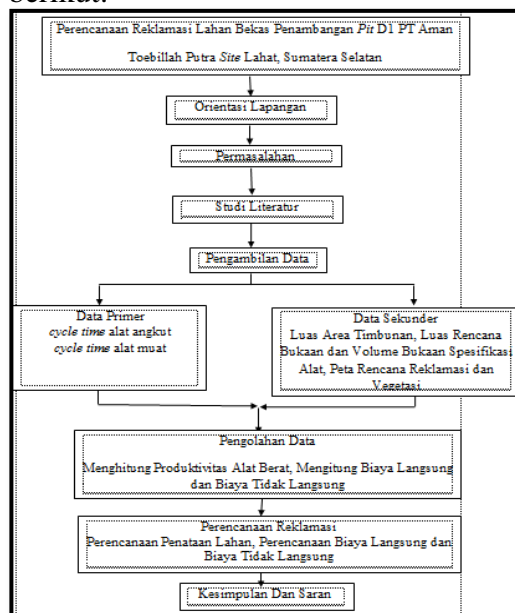 berikut:
Perencanaan Reklamasi Lahan Bekas Penambangan Pit D1 PT Aman
Toebillah Putra Site Lahat, Sumatera Selatan
Orientasi Lapangan
Permasalahan
Studi Literatur
Pengambilan Data
Data Primer
cycle time alat angkut
cycle time alat muat
Data Sekunder
Luas Area Timbunan, Luas Rencana
Bukaan dan Volume Bukaan Spesifikasi
Alat, Peta Rencana Reklamasi dan
Vegetasi
Pengolahan Data
Menghitung Produktivitas Alat Berat, Mengitung Biaya Langsung
dan Biaya Tidak Langsung
Perencanaan Reklamasi
Perencanaan Penataan Lahan, Perencanaan Biaya Langsung dan
Biaya Tidak Langsung
Kesimpulan Dan Saran